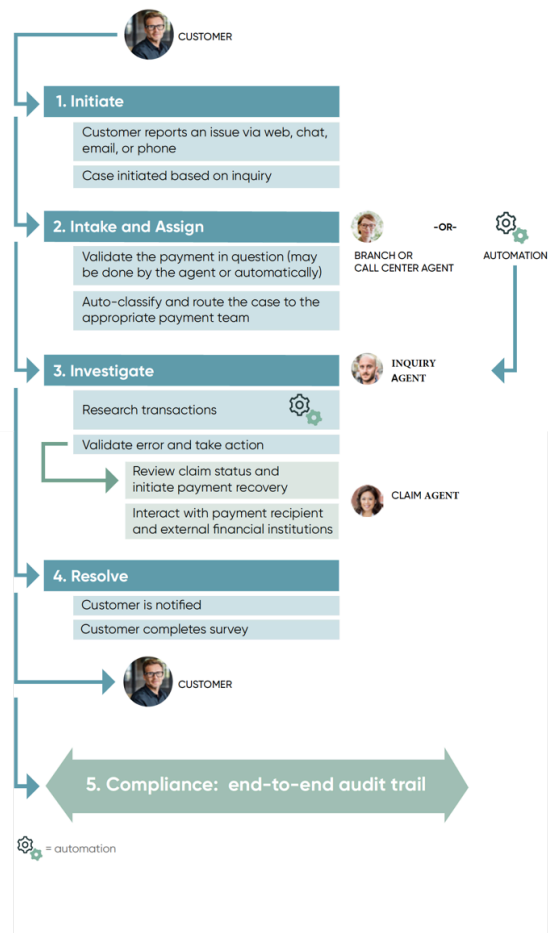 CUSTOMER
1. Initiate
Customer reports an issue via web, chat,
email, or phone
Case initiated based on inquiry
2. Intake and Assign
-OR-
BRANCH OR
CALL CENTER AGENT
AUTOMATION
Validate the payment in question (may
be done by the agent or automatically)
Auto-classify and route the case to the
appropriate payment team
3. Investigate
INQUIRY
AGENT
Research transactions
Validate error and take action
Review claim status and
initiate payment recovery
CLAIM AGENT
Interact with payment recipient
and external financial institutions
4. Resolve
Customer is notified
Customer completes survey
CUSTOMER
5. Compliance: end-to-end audit trail
= automation